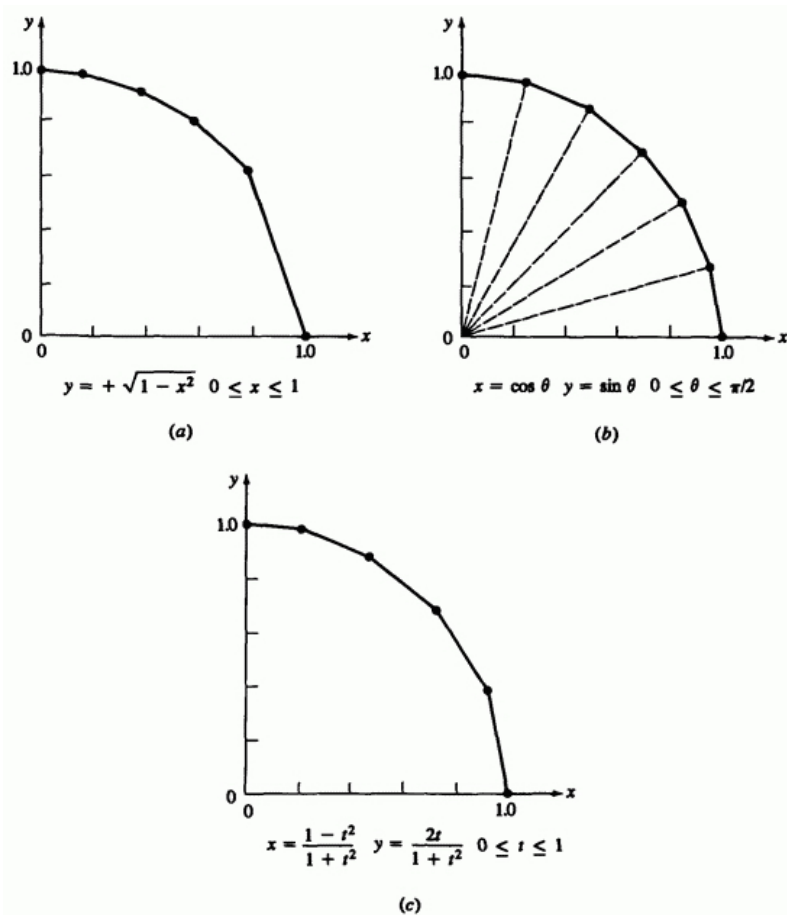 y
1.0
0
0
1.0
x
y = + √1 − x² 0 ≤ x ≤ 1
(a)
y
1.0
0
0
1.0
x
x = cos θ y = sin θ 0 ≤ θ ≤ π/2
(b)
y
1.0
0
0
1.0
x
x = (1 − t²)/(1 + t²) y = 2t/(1 + t²) 0 ≤ t ≤ 1
(c)